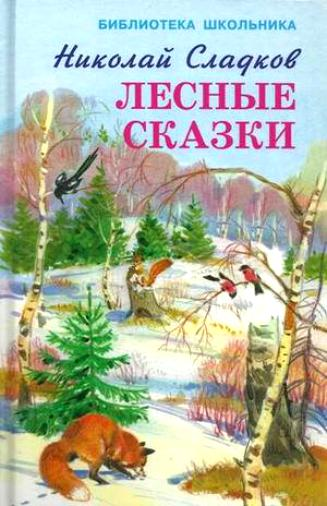 БИБЛИОТЕКА ШКОЛЬНИКА
Николай Сладков
ЛЕСНЫЕ
СКАЗКИ